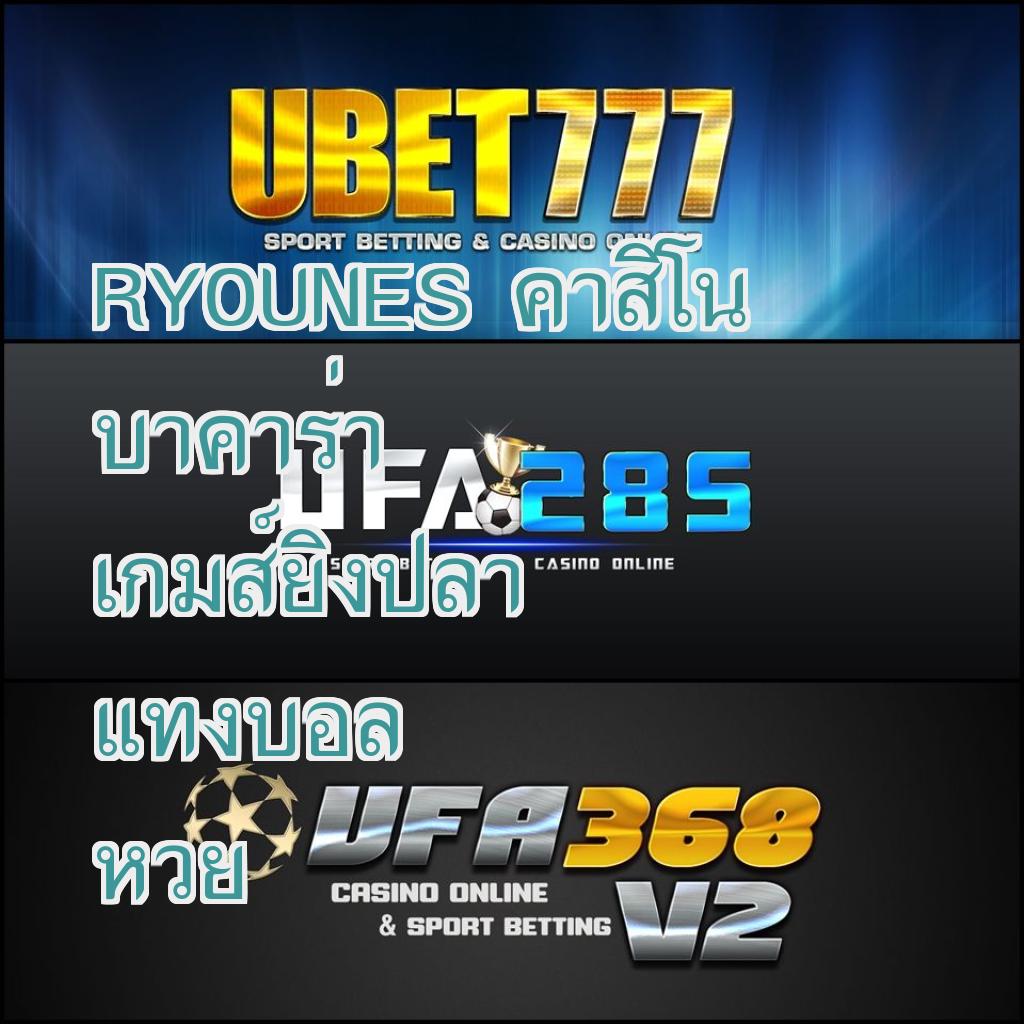 UBET777
SPORT BETTING & CASINO
RYOUNES คาสิโน
บาคาร่า
UFA285
เกมส์ยิงปลา
CASINO ONLINE
แทงบอล
UFA368
หวย
CASINO ONLINE
& SPORT BETTING
V2